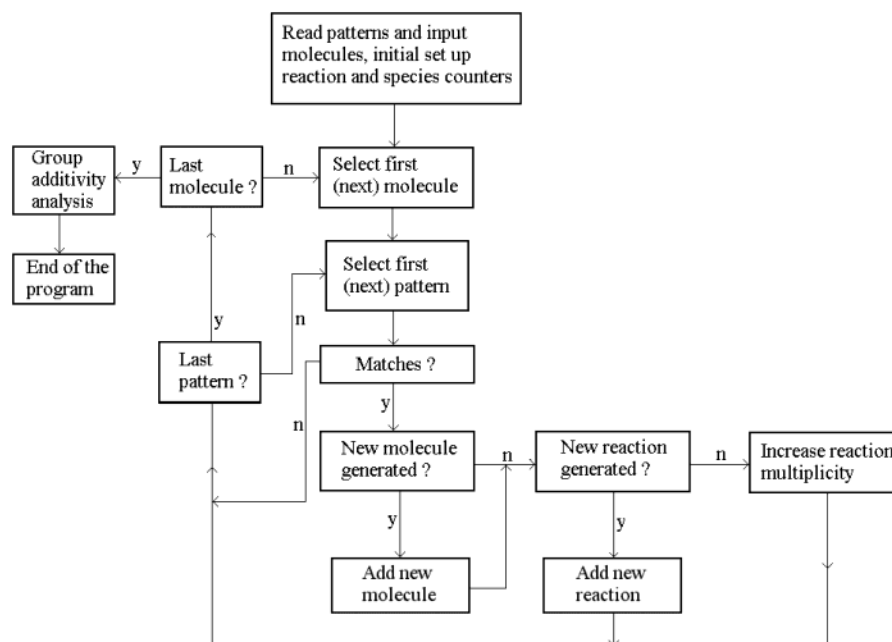 Read patterns and input
molecules, initial set up
reaction and species counters
Group
additivity
analysis
y
Last
molecule ?
n
Select first
(next) molecule
End of the
program
Select first
(next) pattern
y
n
Last
pattern ?
Matches ?
y
n
New molecule
generated ?
n
New reaction
generated ?
n
Increase reaction
multiplicity
y
y
Add new
molecule
Add new
reaction